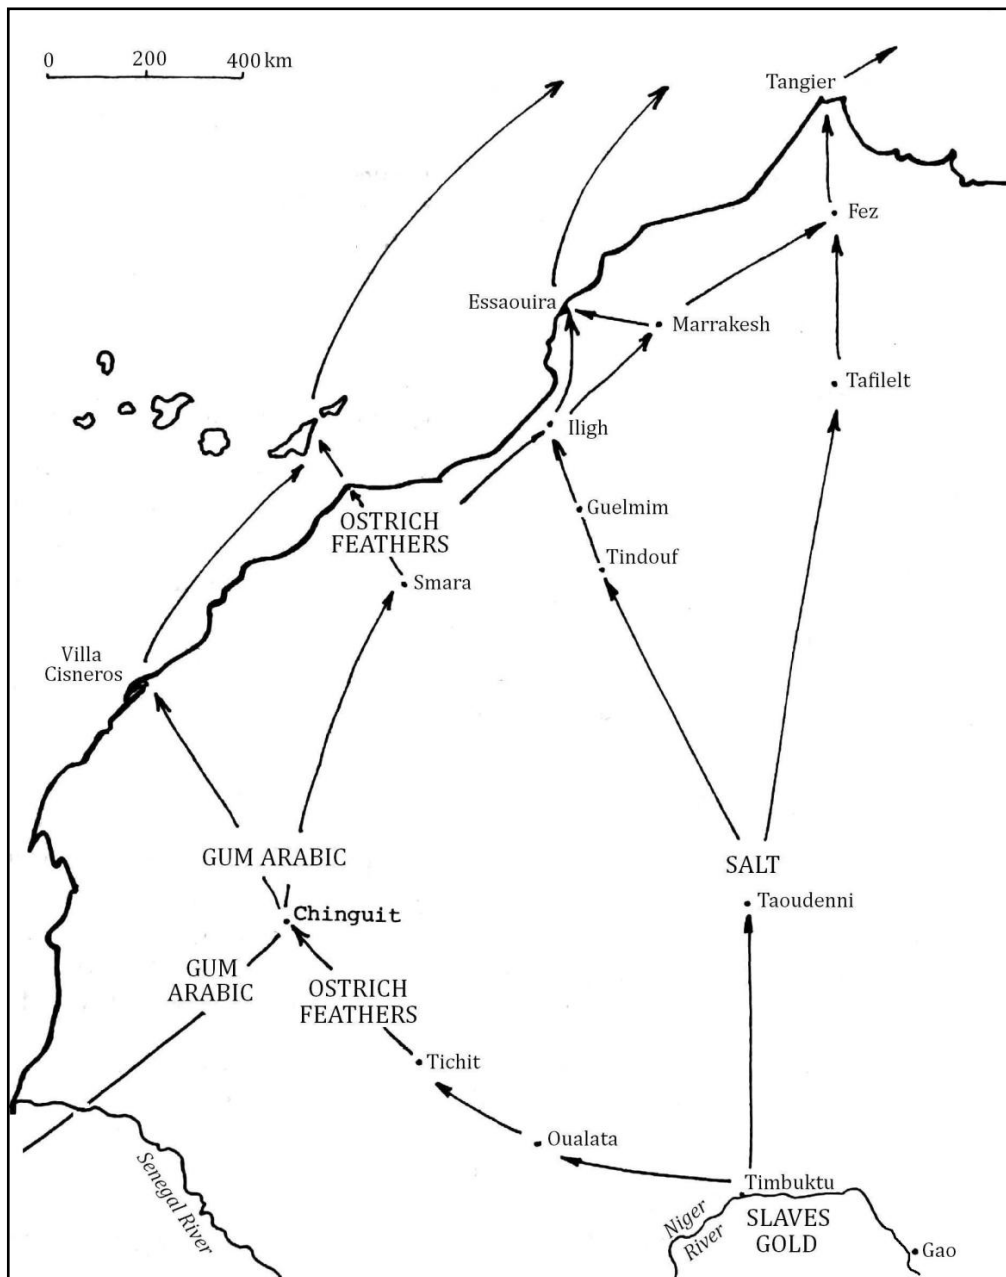 0 200 400 km
Tangier
Fez
Essaouira
Marrakesh
Tafilelt
Iligh
Guelmim
OSTRICH
FEATHERS
Tindouf
Smara
Villa
Cisneros
GUM ARABIC
SALT
Taoudenni
Chinguit
GUM
ARABIC
OSTRICH
FEATHERS
Tichit
Oualata
Timbuktu
Senegal River
Niger
River
SLAVES
GOLD
Gao